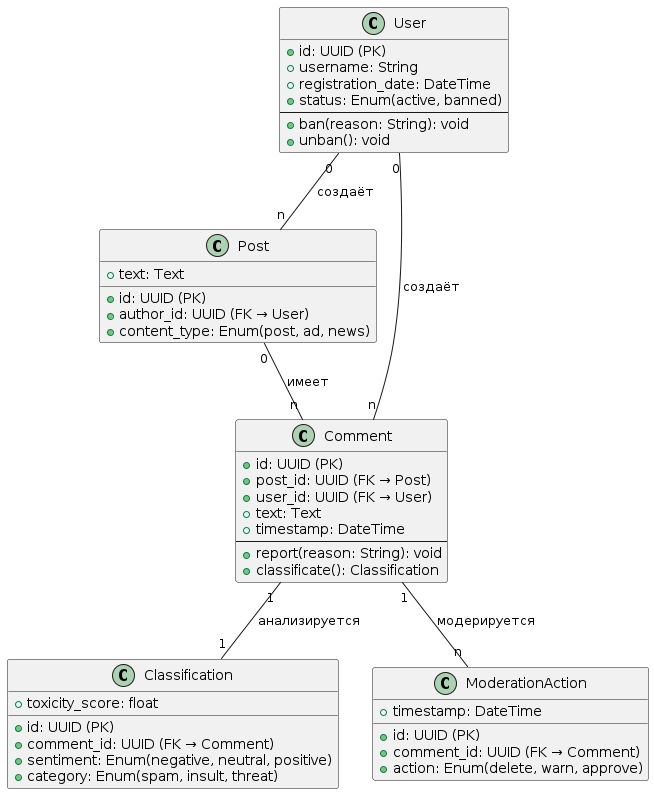 C User
id: UUID (PK)
username: String
registration_date: DateTime
status: Enum(active, banned)
ban(reason: String): void
unban(): void
0
0
создаёт
n
C Post
text: Text
id: UUID (PK)
author_id: UUID (FK → User)
content_type: Enum(post, ad, news)
создаёт
0
имеет
n
n
C Comment
id: UUID (PK)
post_id: UUID (FK → Post)
user_id: UUID (FK → User)
text: Text
timestamp: DateTime
report(reason: String): void
classificate(): Classification
1
1
анализируется
модерируется
1
n
C Classification
toxicity_score: float
id: UUID (PK)
comment_id: UUID (FK → Comment)
sentiment: Enum(negative, neutral, positive)
category: Enum(spam, insult, threat)
C ModerationAction
timestamp: DateTime
id: UUID (PK)
comment_id: UUID (FK → Comment)
action: Enum(delete, warn, approve)